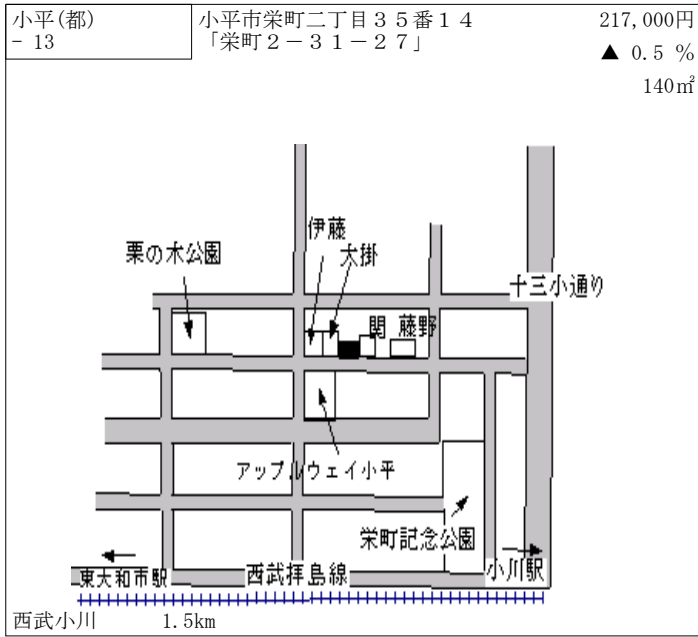 小平(都)
- 13
小平市栄町二丁目３５番１４
「栄町２－３１－２７」
217,000円
▲ 0.5 %
140㎡
伊藤
栗の木公園
大掛
十三小通り
関 藤野
アップルウェイ小平
栄町記念公園
東大和市駅
西武拝島線
小川駅
西武小川 1.5km